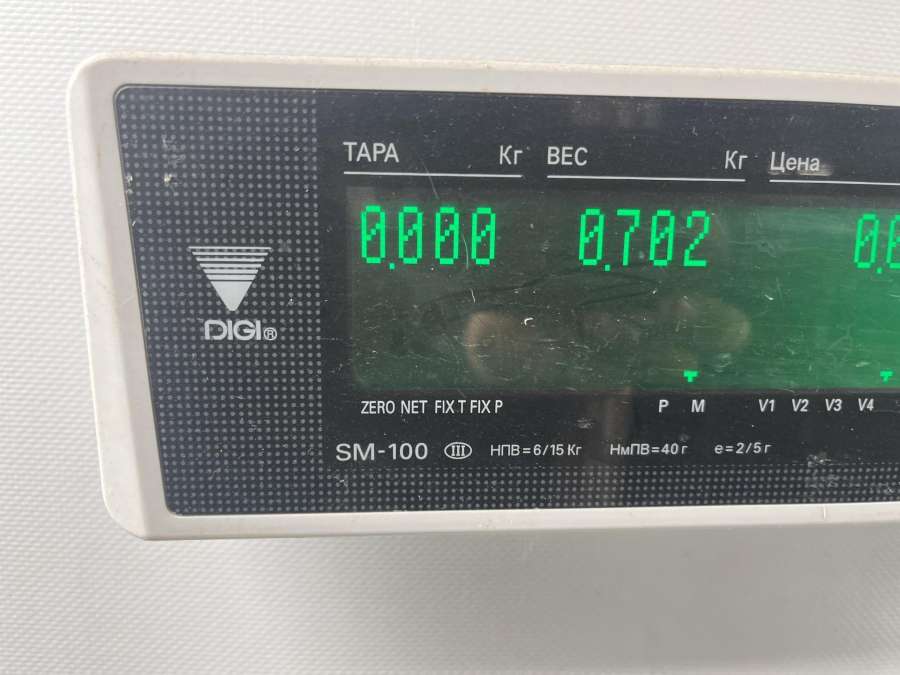 ТАРА Кг ВЕС Кг Цена
0.000 0.702
DIGI®
ZERO NET FIX T FIX P P M V1 V2 V3 V4
SM-100 III НПВ=6/15 Кг НмПВ=40 г e=2/5 г